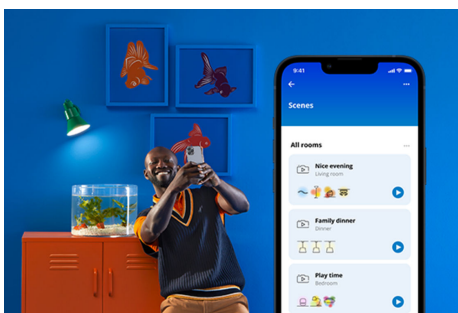 9:41
Scenes
All rooms
Nice evening
Living room
Family dinner
Dinner
Play time
Bedroom